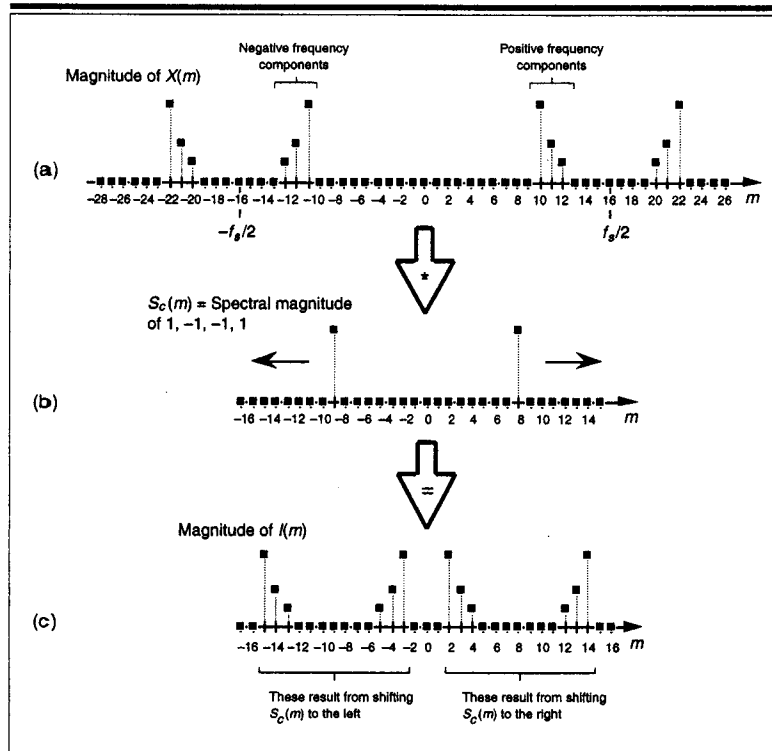 Negative frequency
components
Positive frequency
components
Magnitude of X(m)
(a)
-28 -26 -24 -22 -20 -18 -16 -14 -12 -10 -8 -6 -4 -2 0 2 4 6 8 10 12 14 16 18 20 22 24 26 m
-fs/2
fs/2
*
Sc(m) = Spectral magnitude
of 1, -1, -1, 1
(b)
-16 -14 -12 -10 -8 -6 -4 -2 0 2 4 6 8 10 12 14 m
=
Magnitude of I(m)
(c)
-16 -14 -12 -10 -8 -6 -4 -2 0 2 4 6 8 10 12 14 16 m
These result from shifting
Sc(m) to the left
These result from shifting
Sc(m) to the right